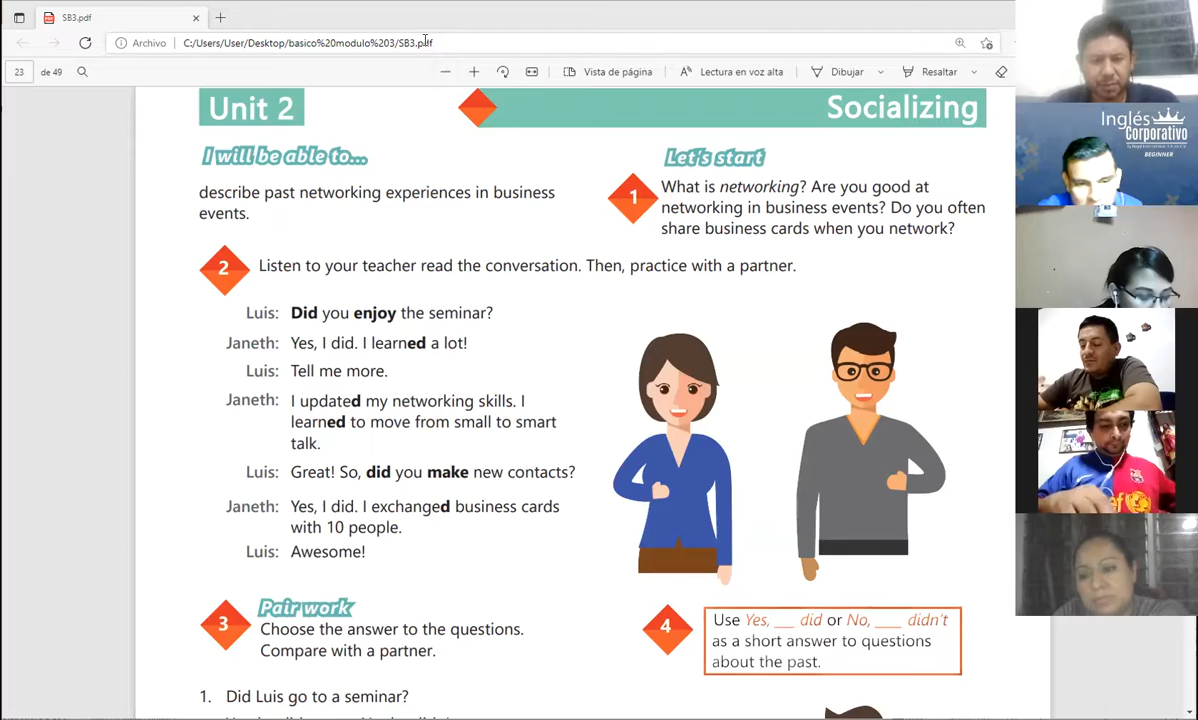 SB3.pdf
Archivo
C:/Users/User/Desktop/basico%20modulo%203/SB3.pdf
23
de 49
Vista de página
Lectura en voz alta
Dibujar
Resaltar
Unit 2
Socializing
I will be able to...
describe past networking experiences in business
events.
Let's start
1
What is networking? Are you good at
networking in business events? Do you often
share business cards when you network?
2
Listen to your teacher read the conversation. Then, practice with a partner.
Luis: Did you enjoy the seminar?
Janeth: Yes, I did. I learned a lot!
Luis: Tell me more.
Janeth: I updated my networking skills. I
learned to move from small to smart
talk.
Luis: Great! So, did you make new contacts?
Janeth: Yes, I did. I exchanged business cards
with 10 people.
Luis: Awesome!
3
Pair work
Choose the answer to the questions.
Compare with a partner.
4
Use Yes, ___ did or No, ____ didn't
as a short answer to questions
about the past.
1. Did Luis go to a seminar?
Inglés
Corporativo
BEGINNER